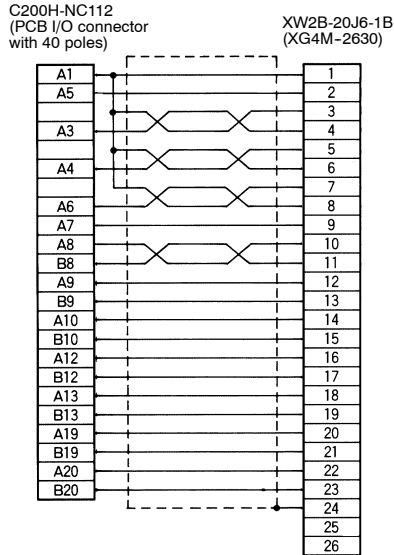 C200H-NC112
(PCB I/O connector
with 40 poles)
XW2B-20J6-1B
(XG4M-2630)
A1 1
A5 2
3
A3 4
5
A4 6
7
A6 8
A7 9
A8 10
B8 11
A9 12
B9 13
A10 14
B10 15
A12 16
B12 17
A13 18
B13 19
A19 20
B19 21
A20 22
B20 23
24
25
26